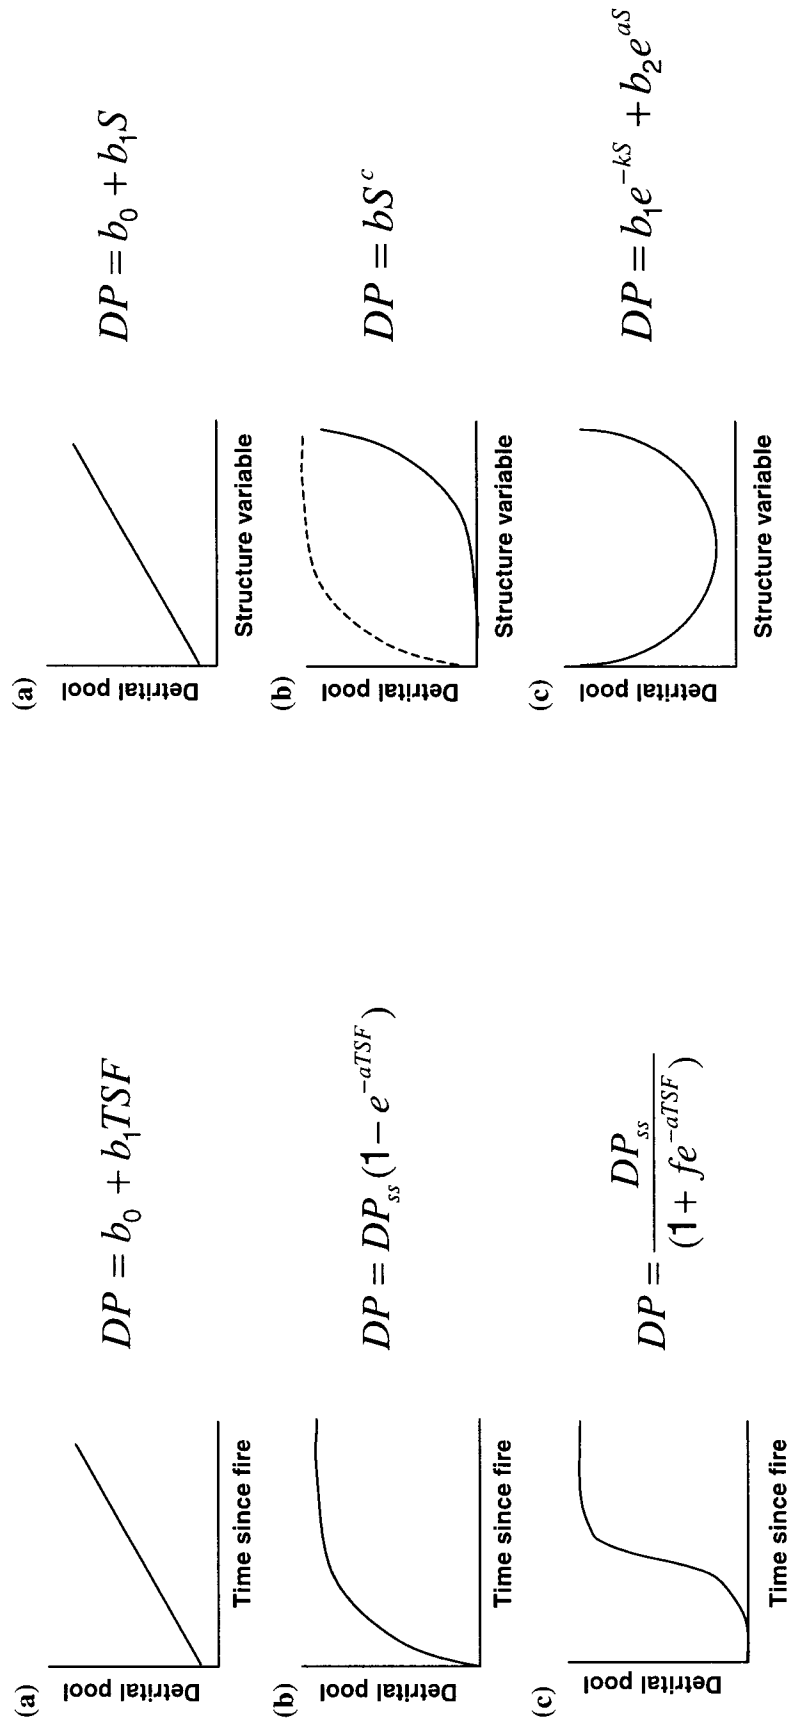 (a)
Detrital pool
Time since fire
DP = b₀ + b₁TSF
(b)
Detrital pool
Time since fire
DP = DPₛₛ(1 − e^{−aTSF})
(c)
Detrital pool
Time since fire
DP = DPₛₛ / (1 + fe^{−aTSF})
(a)
Detrital pool
Structure variable
DP = b₀ + b₁S
(b)
Detrital pool
Structure variable
DP = bS^c
(c)
Detrital pool
Structure variable
DP = b₁e^{−kS} + b₂e^{aS}